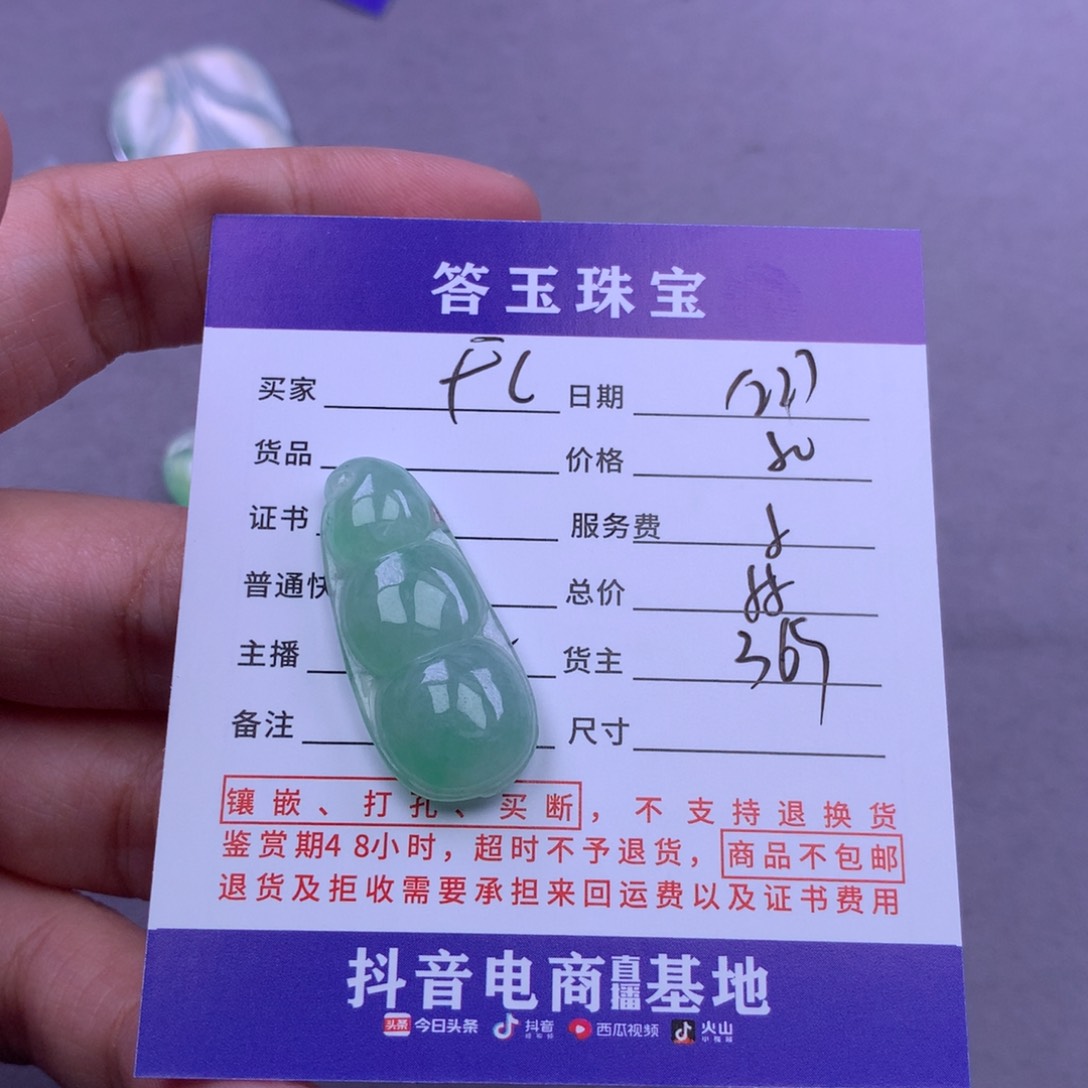 答玉珠宝
买家 日期
货品 价格
证书 服务费
普通快 总价
主播 货主 365
备注 尺寸
镶嵌、打孔、买断，不支持退换货
鉴赏期48小时，超时不予退货，商品不包邮
退货及拒收需要承担来回运费以及证书费用
抖音电商直播基地
头条 今日头条 抖音 西瓜视频 火山